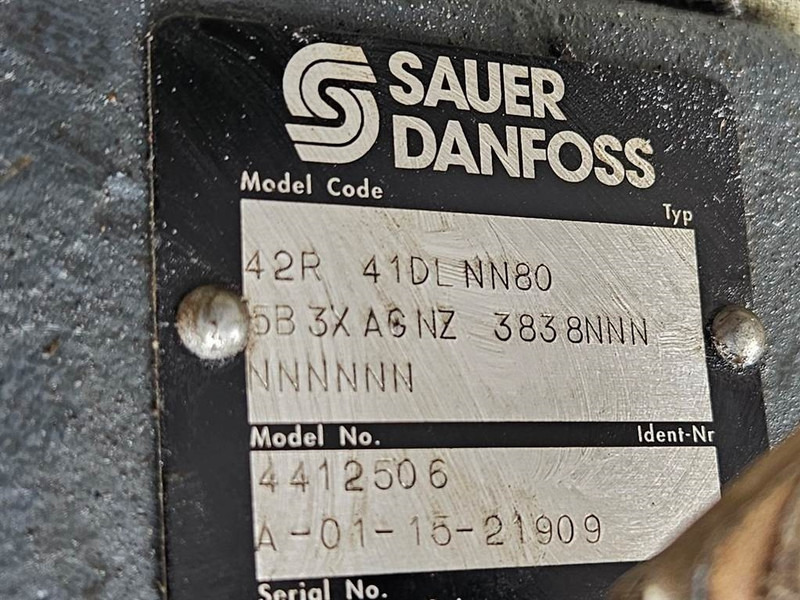 SAUER
DANFOSS
Model Code Typ
42R 41DLNN80
5B3XAGNZ 3838NNN
NNNNNN
Model No. Ident-Nr
4412506
A-01-15-21909
Serial No.